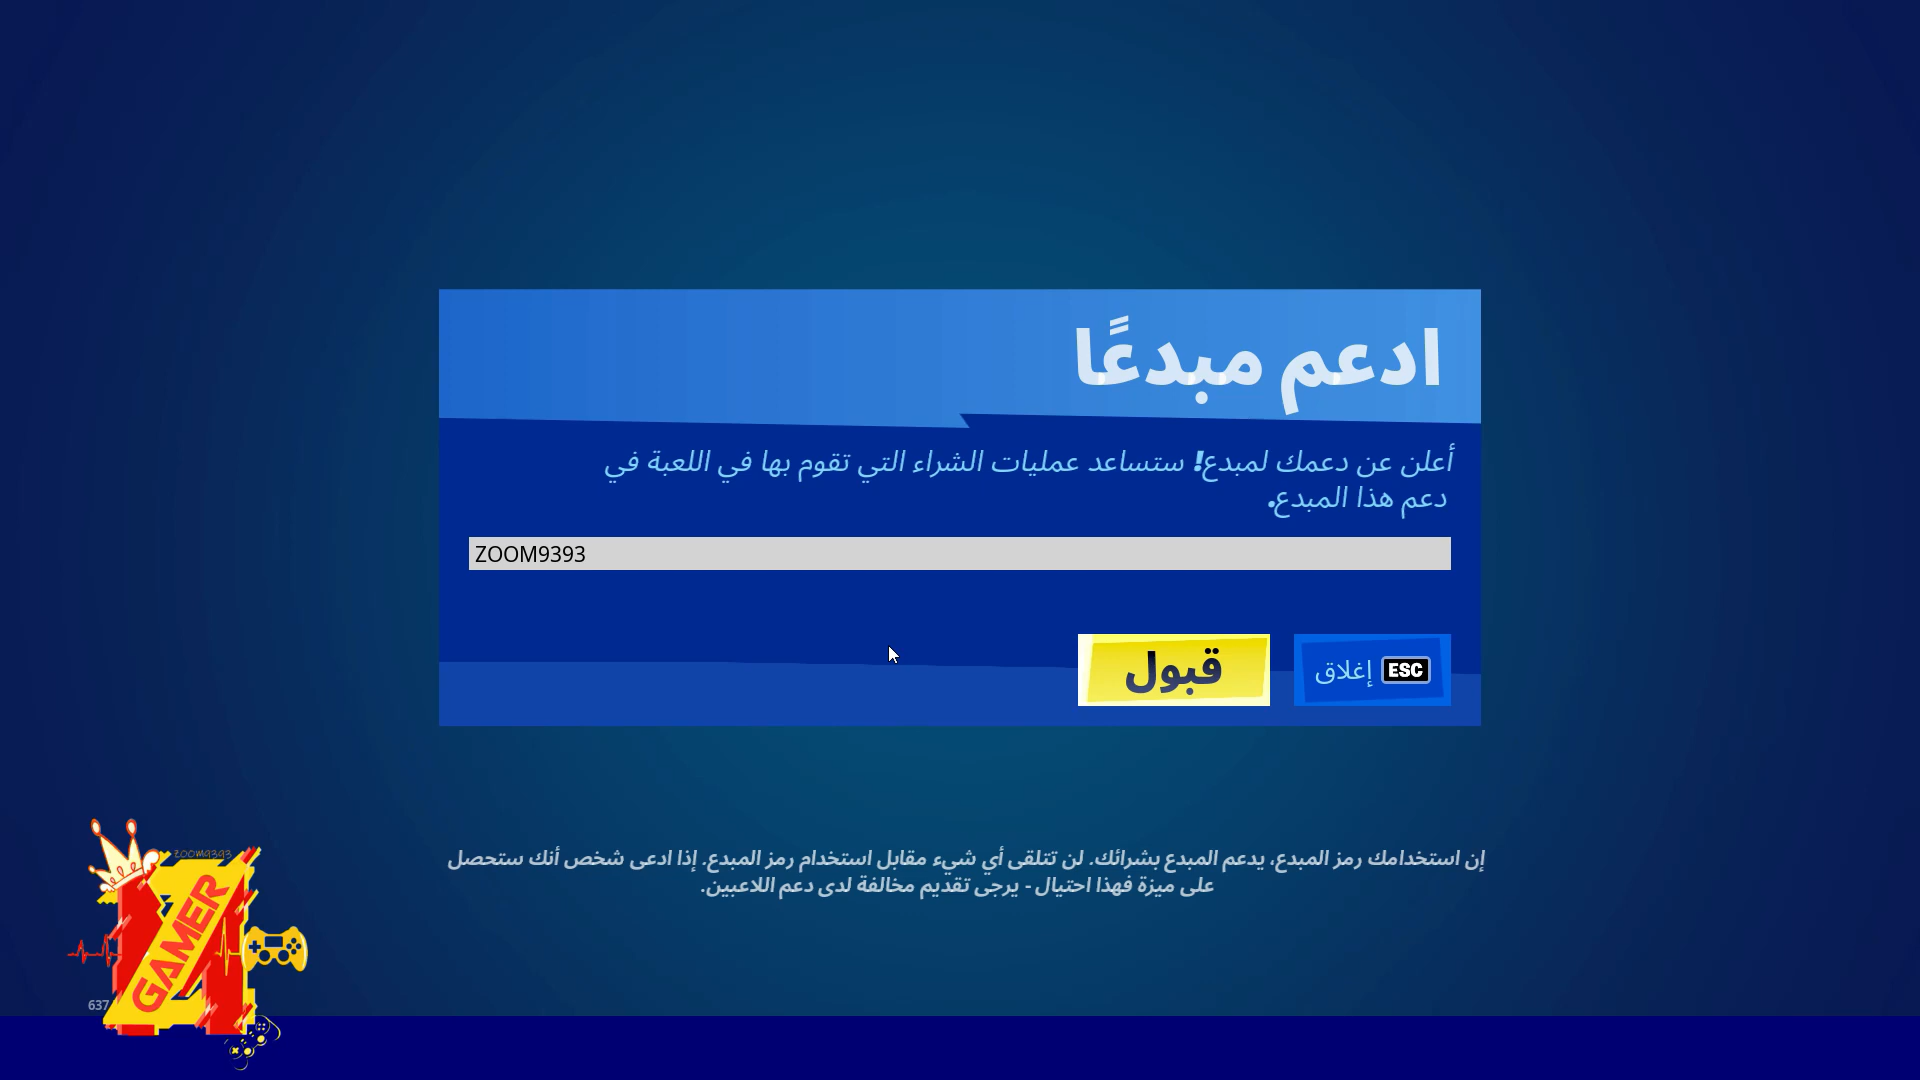 ادعم مبدعًا
أعلن عن دعمك لمبدع! ستساعد عمليات الشراء التي تقوم بها في اللعبة في
دعم هذا المبدع.
ZOOM9393
ESC إغلاق
قبول
إن استخدامك رمز المبدع، يدعم المبدع بشرائك. لن تتلقى أي شيء مقابل استخدام رمز المبدع. إذا ادعى شخص أنك ستحصل
على ميزة فهذا احتيال - يرجى تقديم مخالفة لدى دعم اللاعبين.
ZOOM9393
GAMER
637